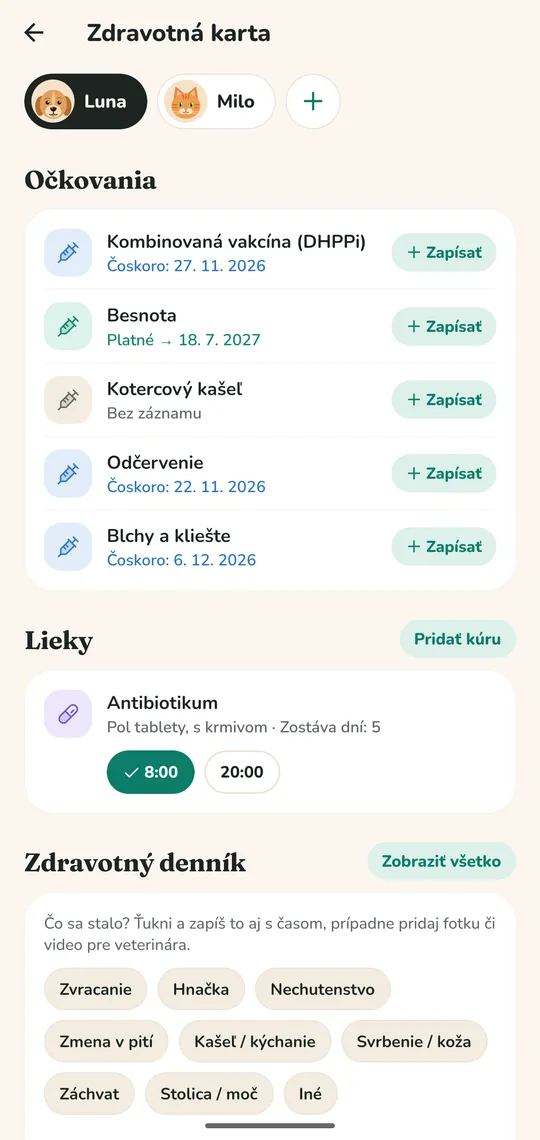 Zdravotná karta
Luna
Milo
Očkovania
Kombinovaná vakcína (DHPPi)
Čoskoro: 27. 11. 2026
+ Zapísať
Besnota
Platné → 18. 7. 2027
+ Zapísať
Kotercový kašeľ
Bez záznamu
+ Zapísať
Odčervenie
Čoskoro: 22. 11. 2026
+ Zapísať
Blchy a kliešte
Čoskoro: 6. 12. 2026
+ Zapísať
Lieky
Pridať kúru
Antibiotikum
Pol tablety, s krmivom · Zostáva dní: 5
8:00
20:00
Zdravotný denník
Zobraziť všetko
Čo sa stalo? Ťukni a zapíš to aj s časom, prípadne pridaj fotku či
video pre veterinára.
Zvracanie
Hnačka
Nechutenstvo
Zmena v pití
Kašeľ / kýchanie
Svrbenie / koža
Záchvat
Stolica / moč
Iné